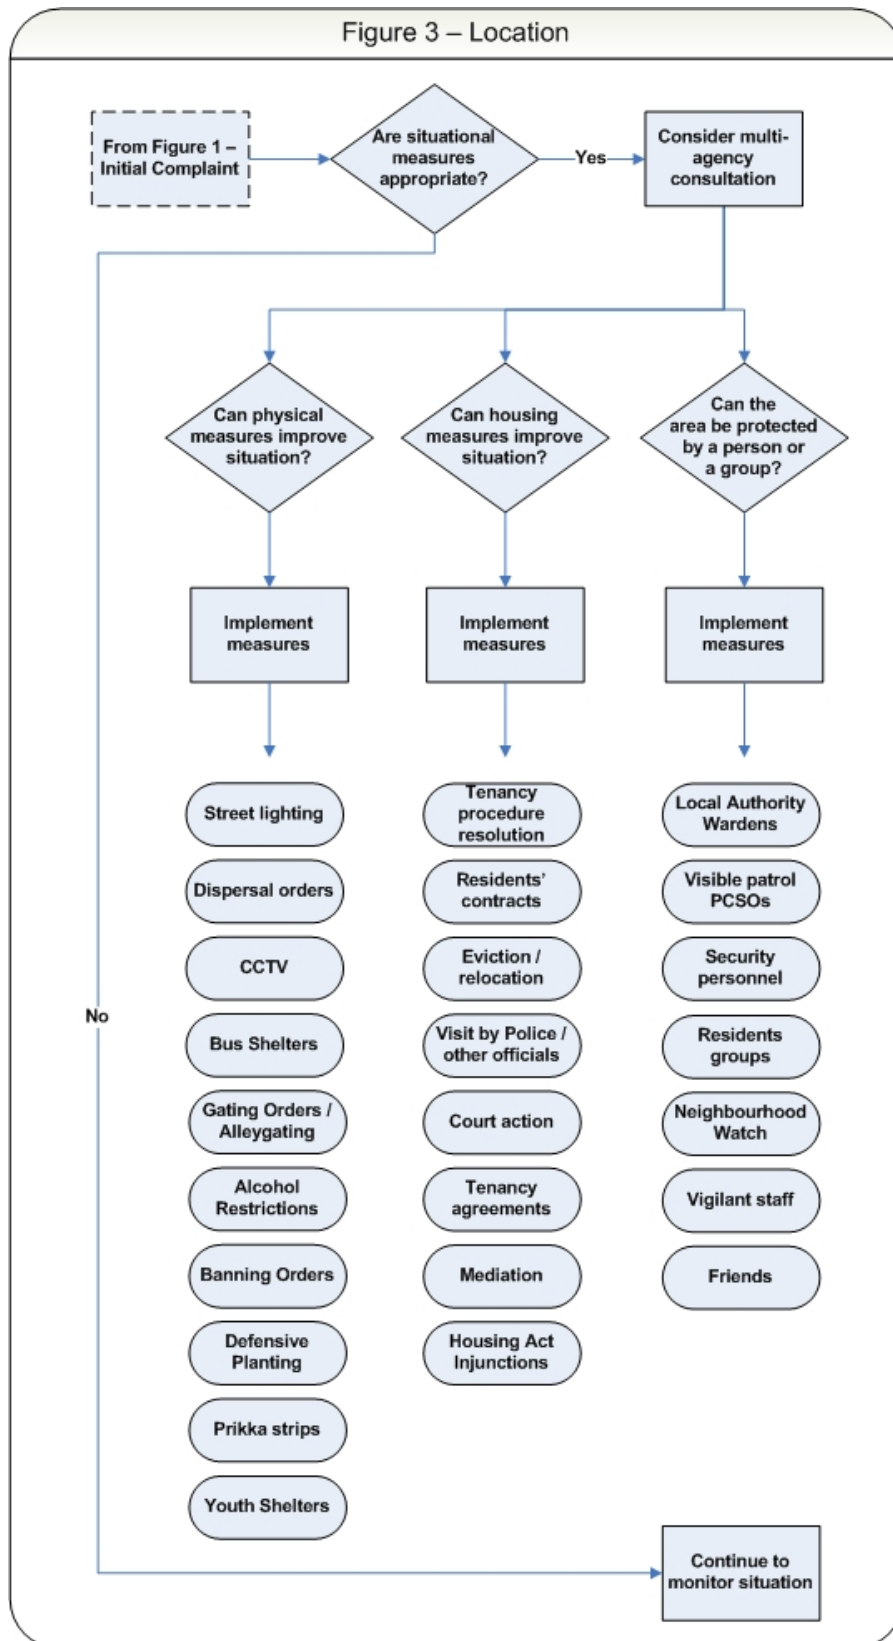 Figure 3 – Location
From Figure 1 –
Initial Complaint
Are situational
measures
appropriate?
Yes
Consider multi-
agency
consultation
Can physical
measures improve
situation?
Can housing
measures improve
situation?
Can the
area be protected
by a person or
a group?
Implement
measures
Implement
measures
Implement
measures
Street lighting
Dispersal orders
CCTV
Bus Shelters
Gating Orders /
Alleygating
Alcohol
Restrictions
Banning Orders
Defensive
Planting
Prikka strips
Youth Shelters
Tenancy
procedure
resolution
Residents’
contracts
Eviction /
relocation
Visit by Police /
other officials
Court action
Tenancy
agreements
Mediation
Housing Act
Injunctions
Local Authority
Wardens
Visible patrol
PCSOs
Security
personnel
Residents
groups
Neighbourhood
Watch
Vigilant staff
Friends
No
Continue to
monitor situation